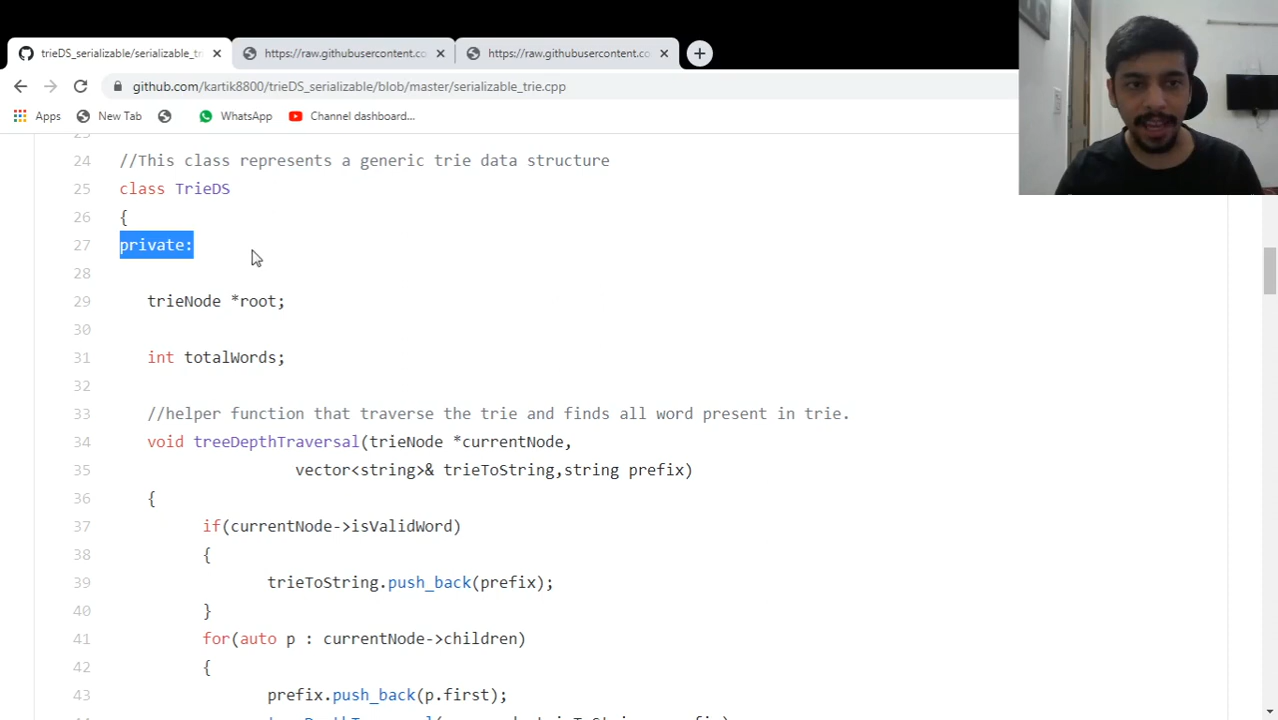 trieDS_serializable/serializable_tri
https://raw.githubusercontent.co
https://raw.githubusercontent.co
github.com/kartik8800/trieDS_serializable/blob/master/serializable_trie.cpp
Apps
New Tab
WhatsApp
Channel dashboard...
24 //This class represents a generic trie data structure
25 class TrieDS
26 {
27 private:
28
29 trieNode *root;
30
31 int totalWords;
32
33 //helper function that traverse the trie and finds all word present in trie.
34 void treeDepthTraversal(trieNode *currentNode,
35 vector<string>& trieToString,string prefix)
36 {
37 if(currentNode->isValidWord)
38 {
39 trieToString.push_back(prefix);
40 }
41 for(auto p : currentNode->children)
42 {
43 prefix.push_back(p.first);